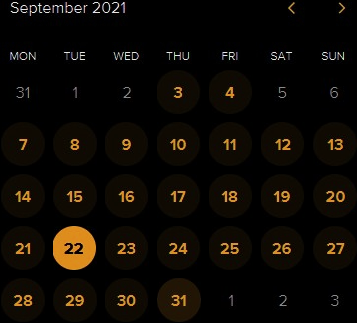 September 2021 < >
MON TUE WED THU FRI SAT SUN
31 1 2 3 4 5 6
7 8 9 10 11 12 13
14 15 16 17 18 19 20
21 22 23 24 25 26 27
28 29 30 31 1 2 3